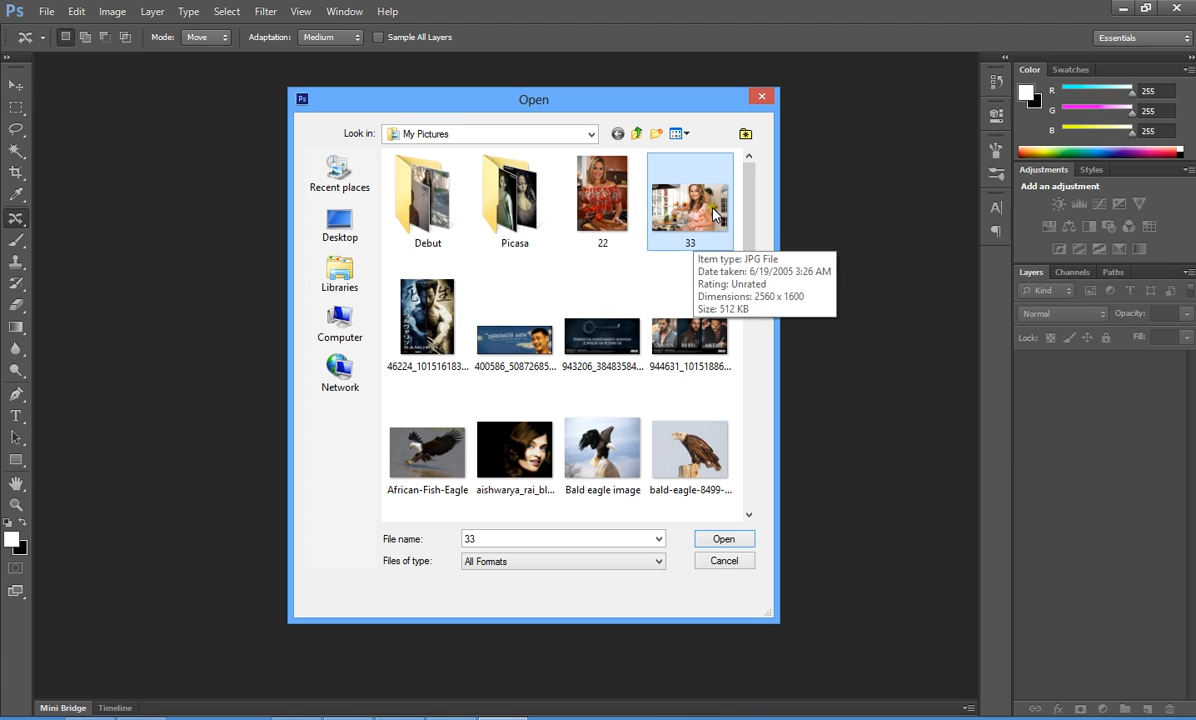 Ps File Edit Image Layer Type Select Filter View Window Help
Mode: Move Adaptation: Medium Sample All Layers Essentials
Open
Look in: My Pictures
Recent places
Desktop
Libraries
Computer
Network
Debut Picasa 22 33
Item type: JPG File
Date taken: 6/19/2005 3:26 AM
Rating: Unrated
Dimensions: 2560 x 1600
Size: 512 KB
46224_101516183... 400586_50872685... 943206_38483584... 944631_10151886...
African-Fish-Eagle aishwarya_rai_bl... Bald eagle image bald-eagle-8499-...
File name: 33 Open
Files of type: All Formats Cancel
Color Swatches
R 255
G 255
B 255
Adjustments Styles
Add an adjustment
Layers Channels Paths
Kind
Normal Opacity:
Lock: Fill:
Mini Bridge Timeline